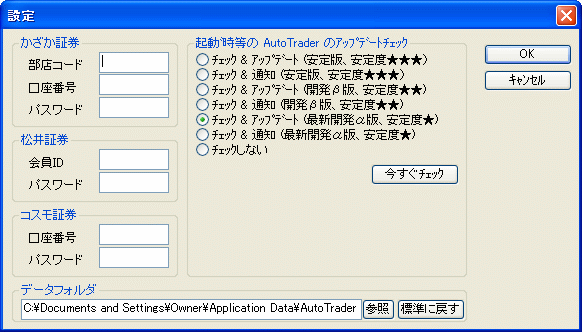 設定
かざか証券
部店コード
口座番号
パスワード
松井証券
会員ID
パスワード
コスモ証券
口座番号
パスワード
起動時等の AutoTrader のｱｯﾌﾟﾃﾞｰﾄﾁｪｯｸ
ﾁｪｯｸ & ｱｯﾌﾟﾃﾞｰﾄ (安定版、安定度★★★)
ﾁｪｯｸ & 通知 (安定版、安定度★★★)
ﾁｪｯｸ & ｱｯﾌﾟﾃﾞｰﾄ (開発β版、安定度★★)
ﾁｪｯｸ & 通知 (開発β版、安定度★★)
ﾁｪｯｸ & ｱｯﾌﾟﾃﾞｰﾄ (最新開発α版、安定度★)
ﾁｪｯｸ & 通知 (最新開発α版、安定度★)
ﾁｪｯｸしない
今すぐﾁｪｯｸ
OK
ｷｬﾝｾﾙ
データフォルダ
C:¥Documents and Settings¥Owner¥Application Data¥AutoTrader
参照
標準に戻す